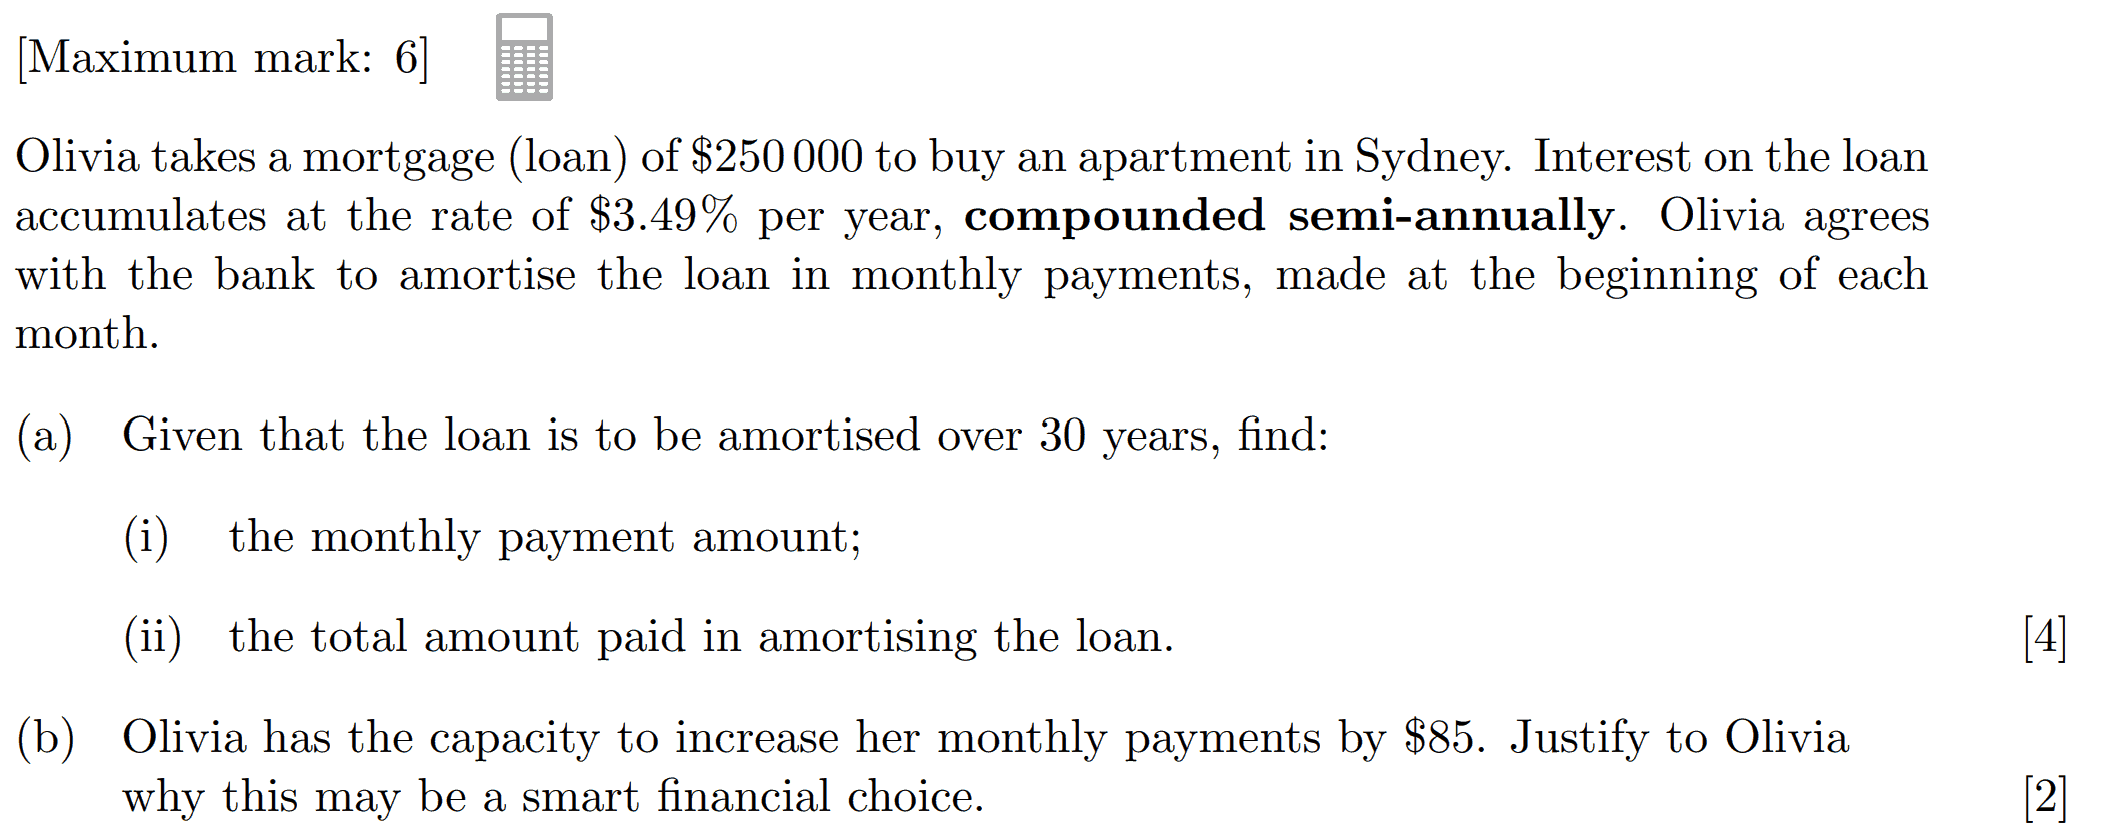 [Maximum mark: 6]
Olivia takes a mortgage (loan) of $250 000 to buy an apartment in Sydney. Interest on the loan
accumulates at the rate of $3.49% per year, compounded semi-annually. Olivia agrees
with the bank to amortise the loan in monthly payments, made at the beginning of each
month.
(a) Given that the loan is to be amortised over 30 years, find:
(i) the monthly payment amount;
(ii) the total amount paid in amortising the loan. [4]
(b) Olivia has the capacity to increase her monthly payments by $85. Justify to Olivia
why this may be a smart financial choice. [2]